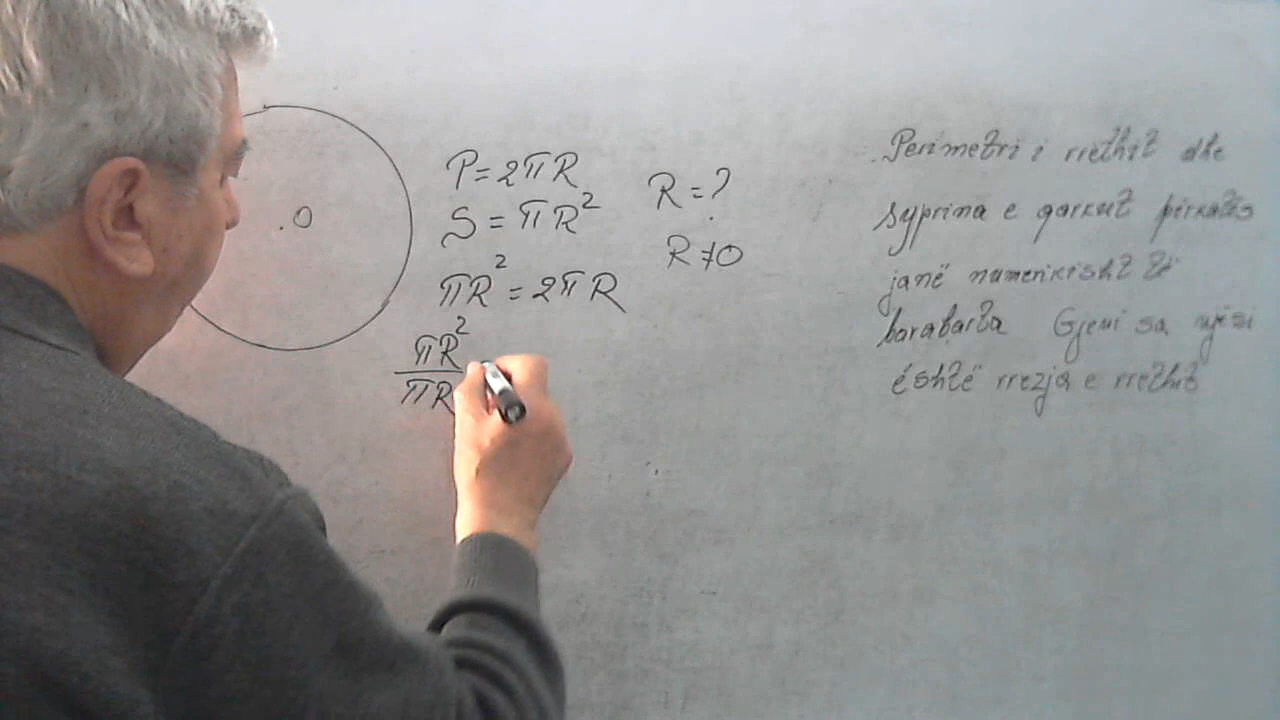 .O
P=2πR
S=πR²
πR²=2πR
πR²
πR
R=?
R≠0
Perimetri i rrethit dhe
syprina e qarkut përkatës
janë numerikisht të
barabarta Gjeni sa njësi
është rrezja e rrethit